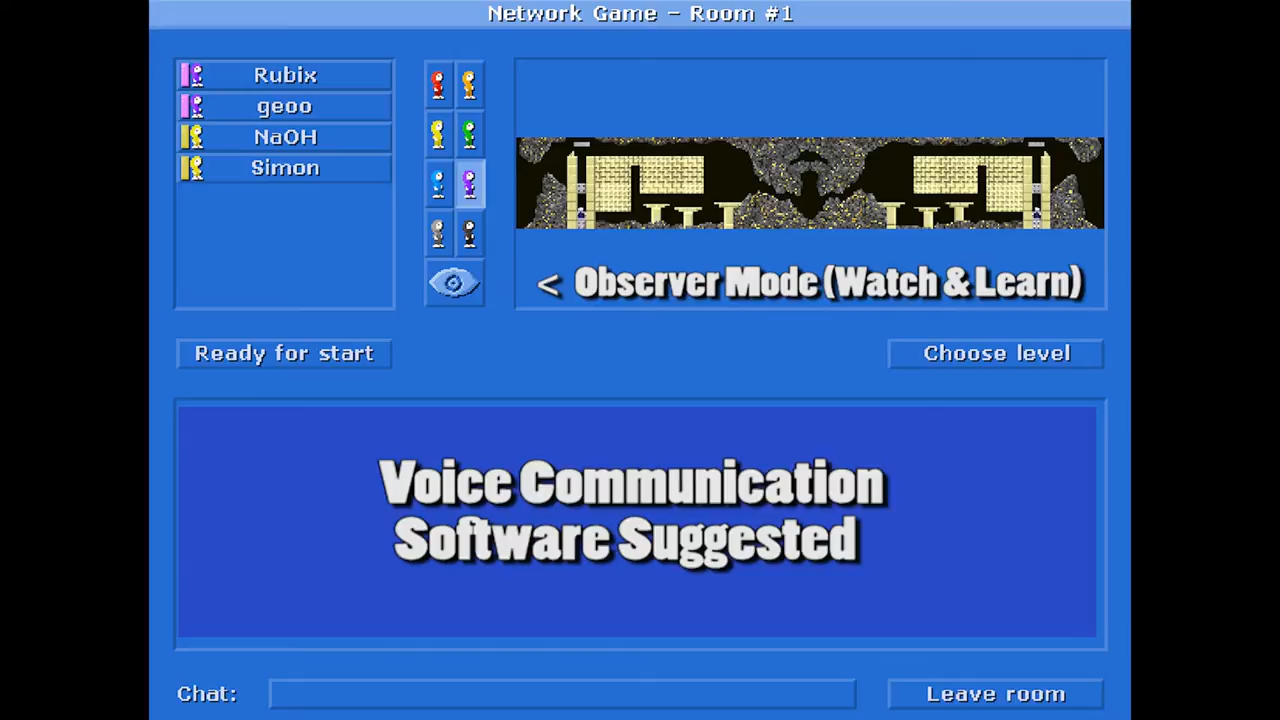 Network Game - Room #1
Rubix
geoo
NaOH
Simon
< Observer Mode (Watch & Learn)
Ready for start
Choose level
Voice Communication
Software Suggested
Chat:
Leave room